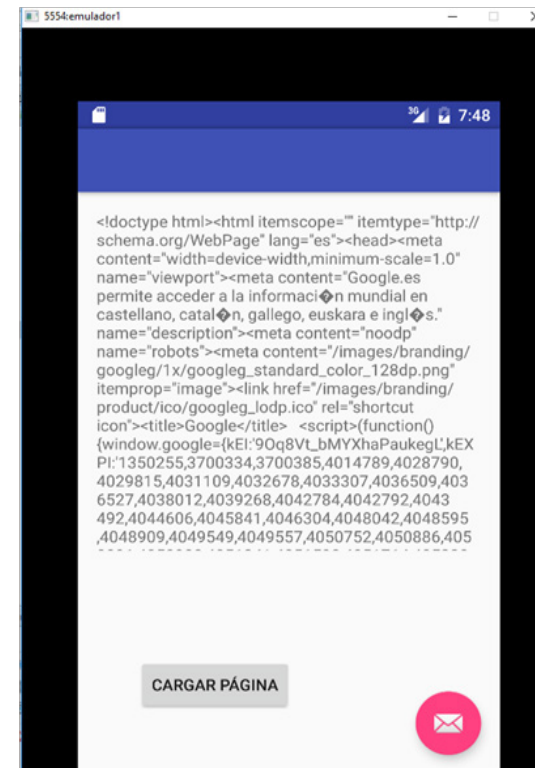 5554:emulador1
3G 7:48
<!doctype html><html itemscope="" itemtype="http://
schema.org/WebPage" lang="es"><head><meta
content="width=device-width,minimum-scale=1.0"
name="viewport"><meta content="Google.es
permite acceder a la informaci�n mundial en
castellano, catal�n, gallego, euskara e ingl�s."
name="description"><meta content="noodp"
name="robots"><meta content="/images/branding/
googleg/1x/googleg_standard_color_128dp.png"
itemprop="image"><link href="/images/branding/
product/ico/googleg_lodp.ico" rel="shortcut
icon"><title>Google</title> <script>(function()
{window.google={kEI:'9Oq8Vt_bMYXhaPaukegL',kEX
PI:'1350255,3700334,3700385,4014789,4028790,
4029815,4031109,4032678,4033307,4036509,403
6527,4038012,4039268,4042784,4042792,4043
492,4044606,4045841,4046304,4048042,4048595
,4048909,4049549,4049557,4050752,4050886,405
CARGAR PÁGINA